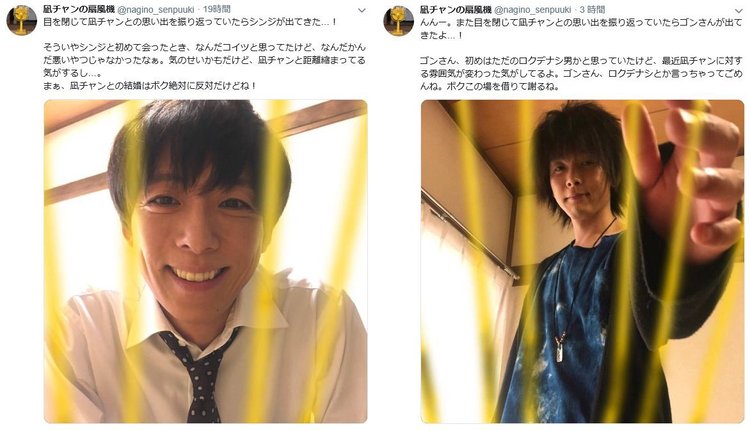 凪チャンの扇風機 @nagino_senpuuki・19時間
目を閉じて凪チャンとの思い出を振り返っていたらシンジが出てきた…！
そういやシンジと初めて会ったとき、なんだコイツと思ってたけど、なんだかん
だ悪いやつじゃなかったなぁ。気のせいかもだけど、凪チャンと距離縮まってる
気がするし…。
まぁ、凪チャンとの結婚はボク絶対に反対だけどね！
凪チャンの扇風機 @nagino_senpuuki・3 時間
んんー。また目を閉じて凪チャンとの思い出を振り返っていたらゴンさんが出て
きたよ…！
ゴンさん、初めはただのロクデナシ男かと思っていたけど、最近凪チャンに対す
る雰囲気が変わった気がしてるよ。ゴンさん、ロクデナシとか言っちゃってごめ
んね。ボクこの場を借りて謝るね。